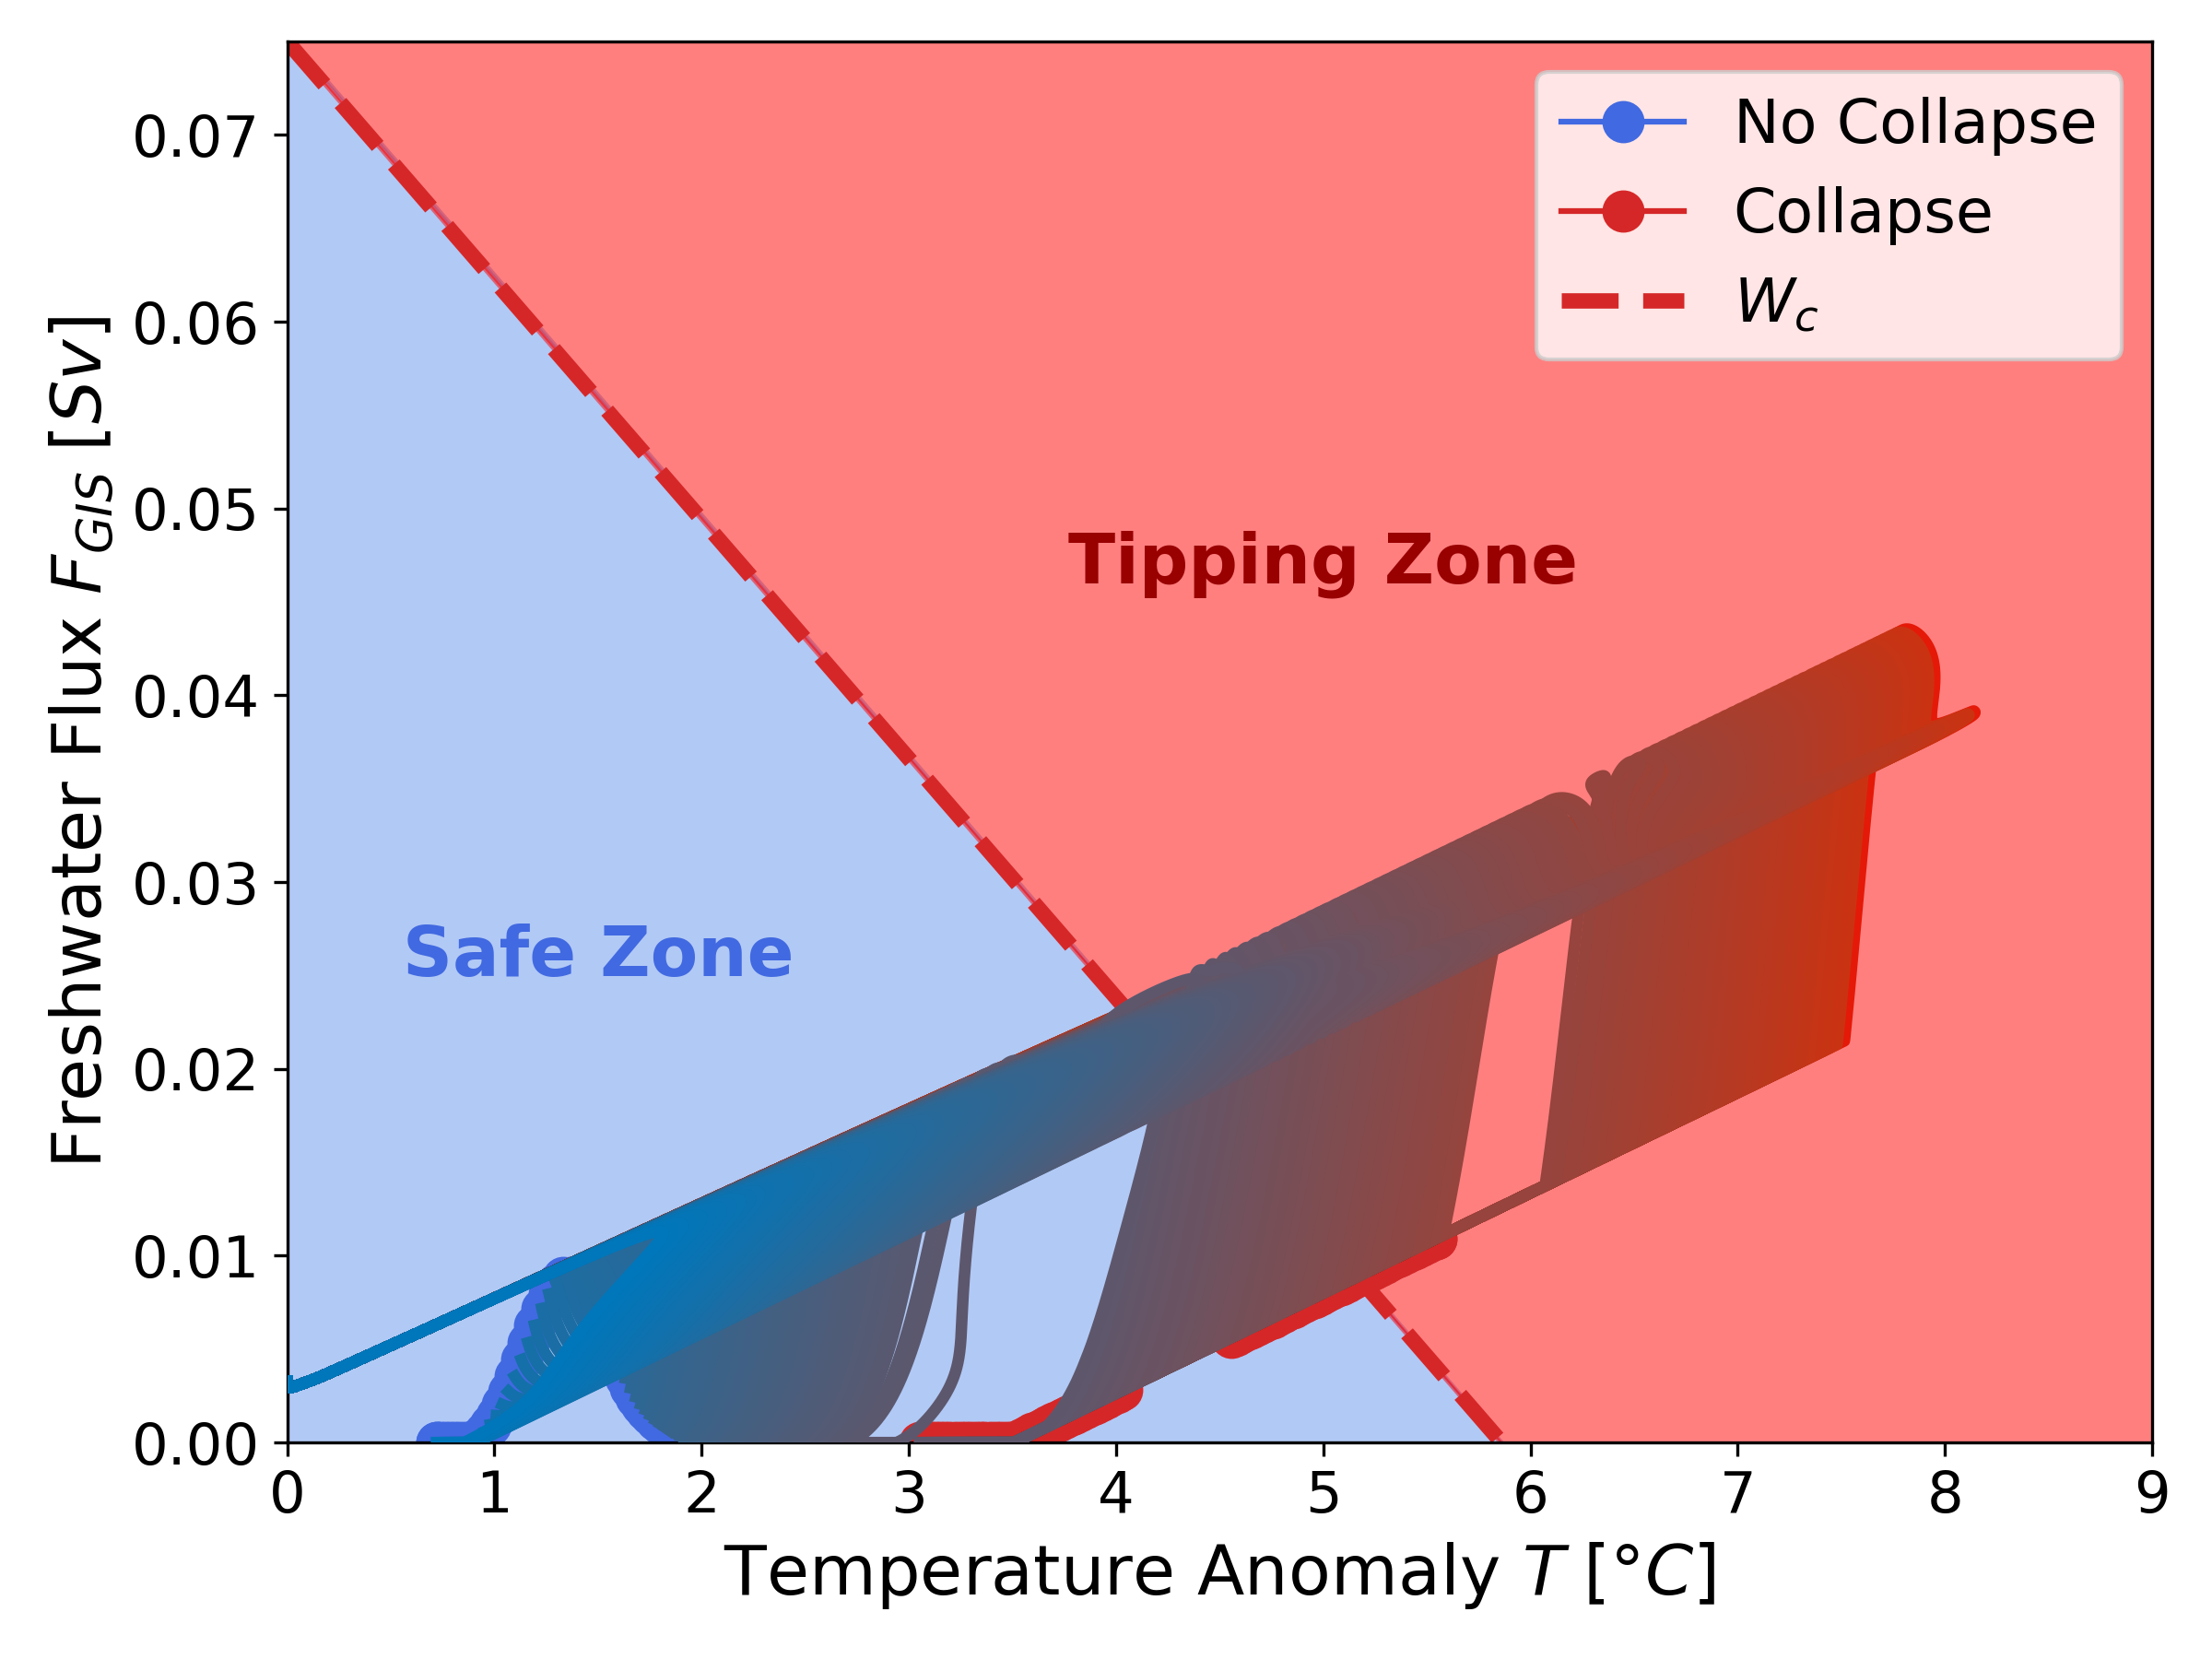 No Collapse
Collapse
W_c
Tipping Zone
Safe Zone
Freshwater Flux F_GIS [Sv]
0.07
0.06
0.05
0.04
0.03
0.02
0.01
0.00
0 1 2 3 4 5 6 7 8 9
Temperature Anomaly T [°C]